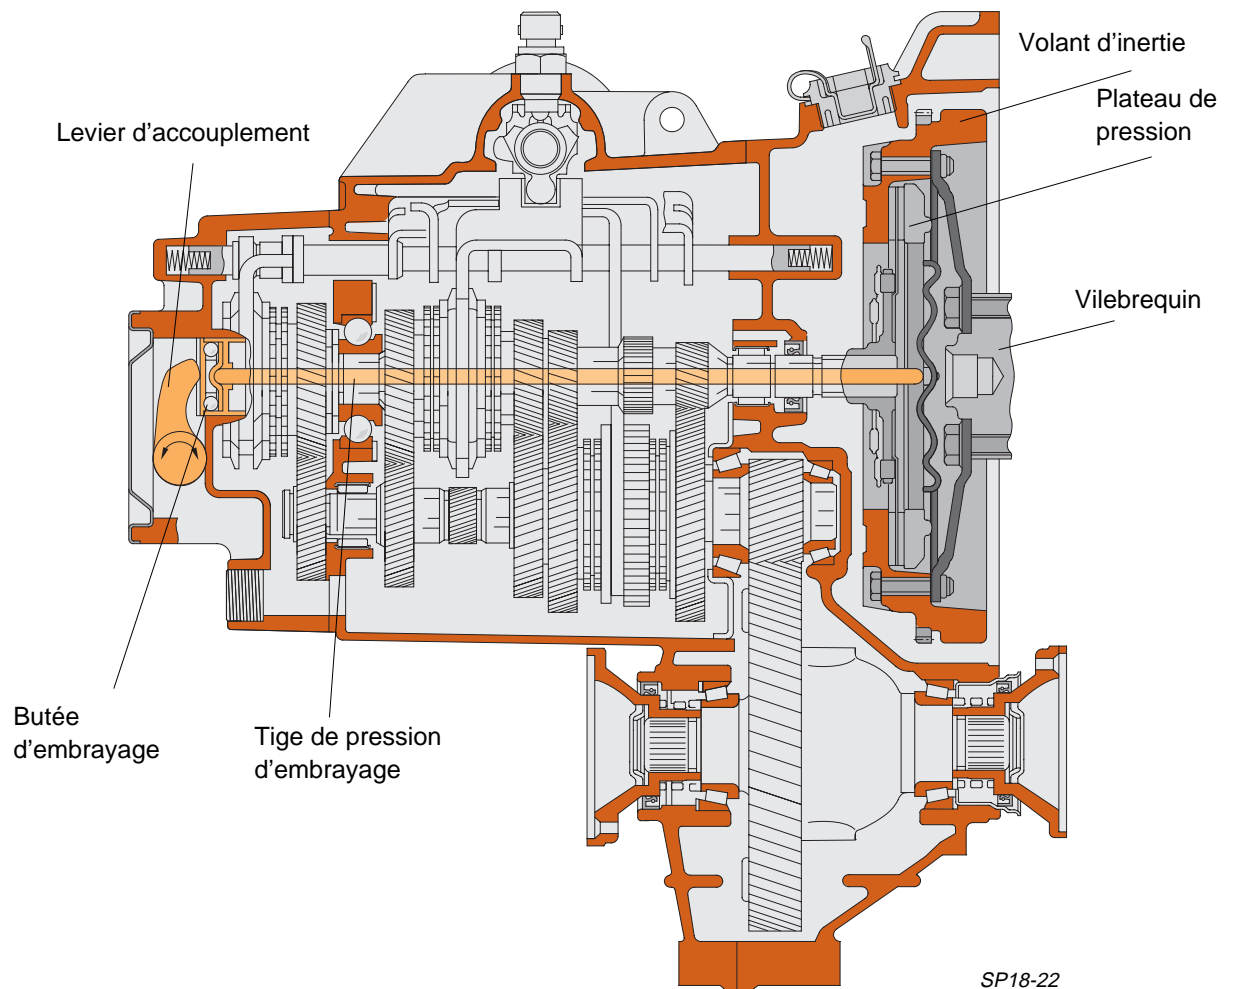 Volant d'inertie
Plateau de
pression
Levier d'accouplement
Vilebrequin
Butée
d'embrayage
Tige de pression
d'embrayage
SP18-22